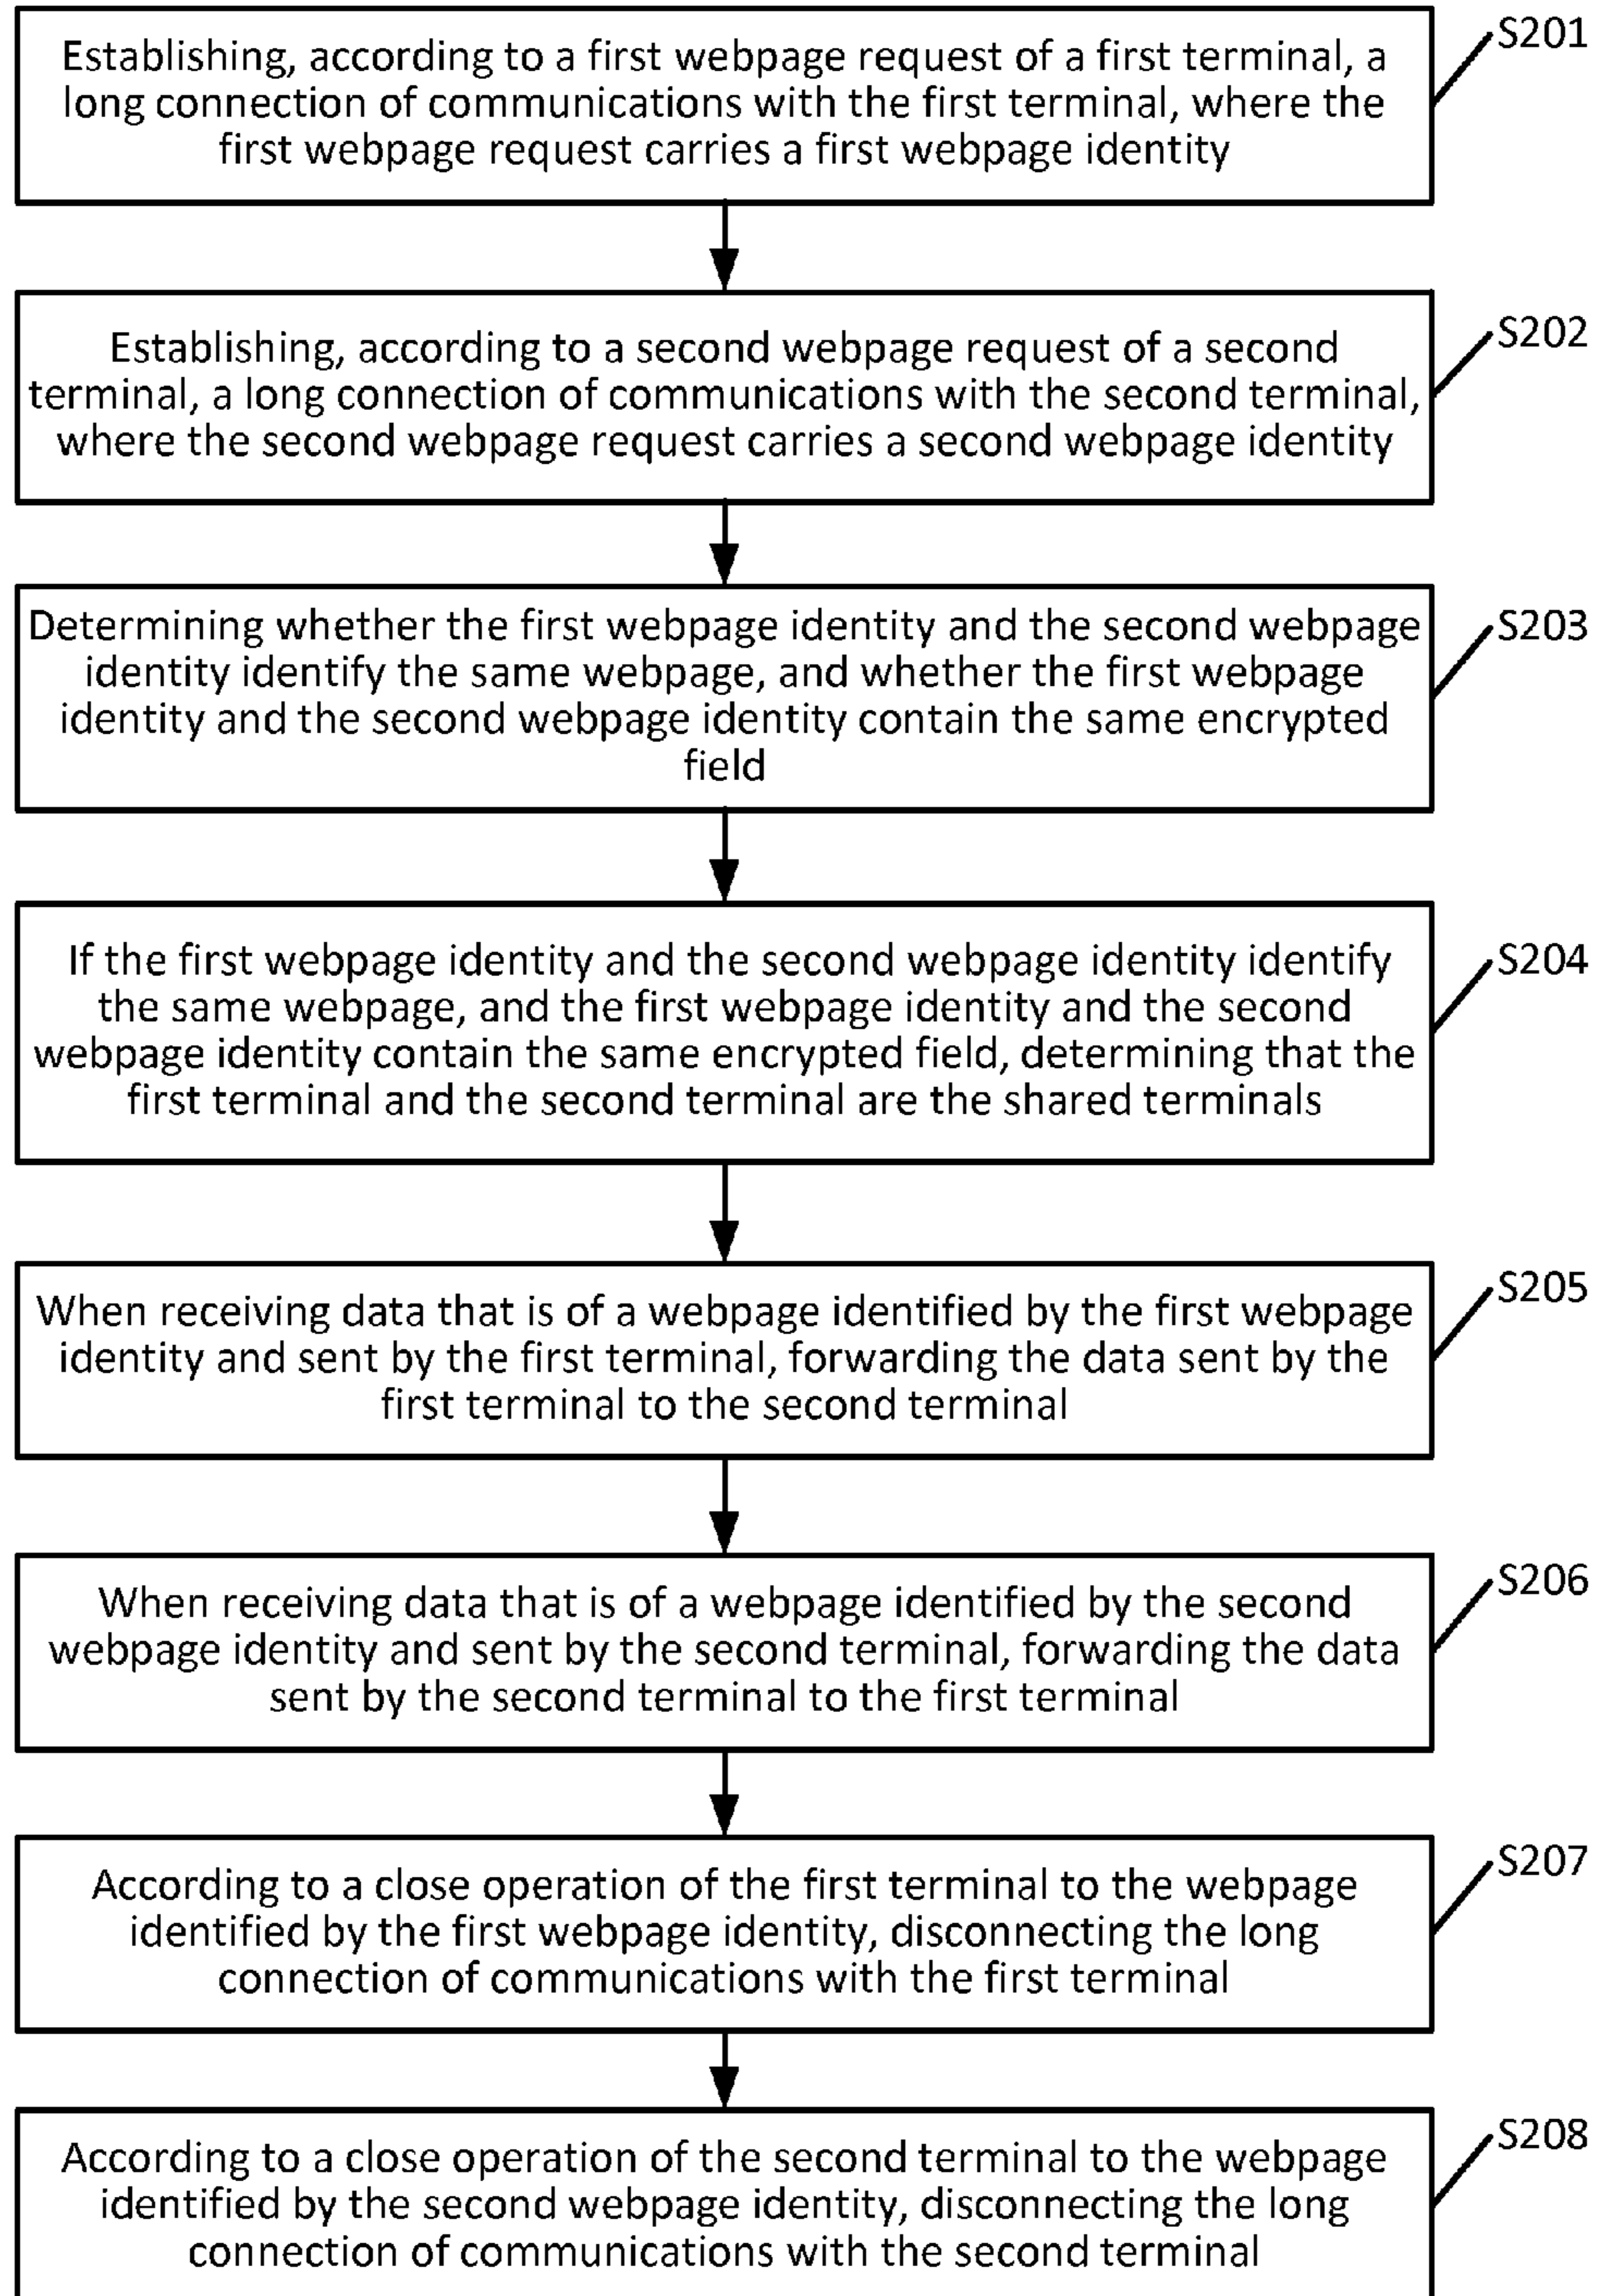 S201
Establishing, according to a first webpage request of a first terminal, a
long connection of communications with the first terminal, where the
first webpage request carries a first webpage identity
S202
Establishing, according to a second webpage request of a second
terminal, a long connection of communications with the second terminal,
where the second webpage request carries a second webpage identity
S203
Determining whether the first webpage identity and the second webpage
identity identify the same webpage, and whether the first webpage
identity and the second webpage identity contain the same encrypted
field
S204
If the first webpage identity and the second webpage identity identify
the same webpage, and the first webpage identity and the second
webpage identity contain the same encrypted field, determining that the
first terminal and the second terminal are the shared terminals
S205
When receiving data that is of a webpage identified by the first webpage
identity and sent by the first terminal, forwarding the data sent by the
first terminal to the second terminal
S206
When receiving data that is of a webpage identified by the second
webpage identity and sent by the second terminal, forwarding the data
sent by the second terminal to the first terminal
S207
According to a close operation of the first terminal to the webpage
identified by the first webpage identity, disconnecting the long
connection of communications with the first terminal
S208
According to a close operation of the second terminal to the webpage
identified by the second webpage identity, disconnecting the long
connection of communications with the second terminal